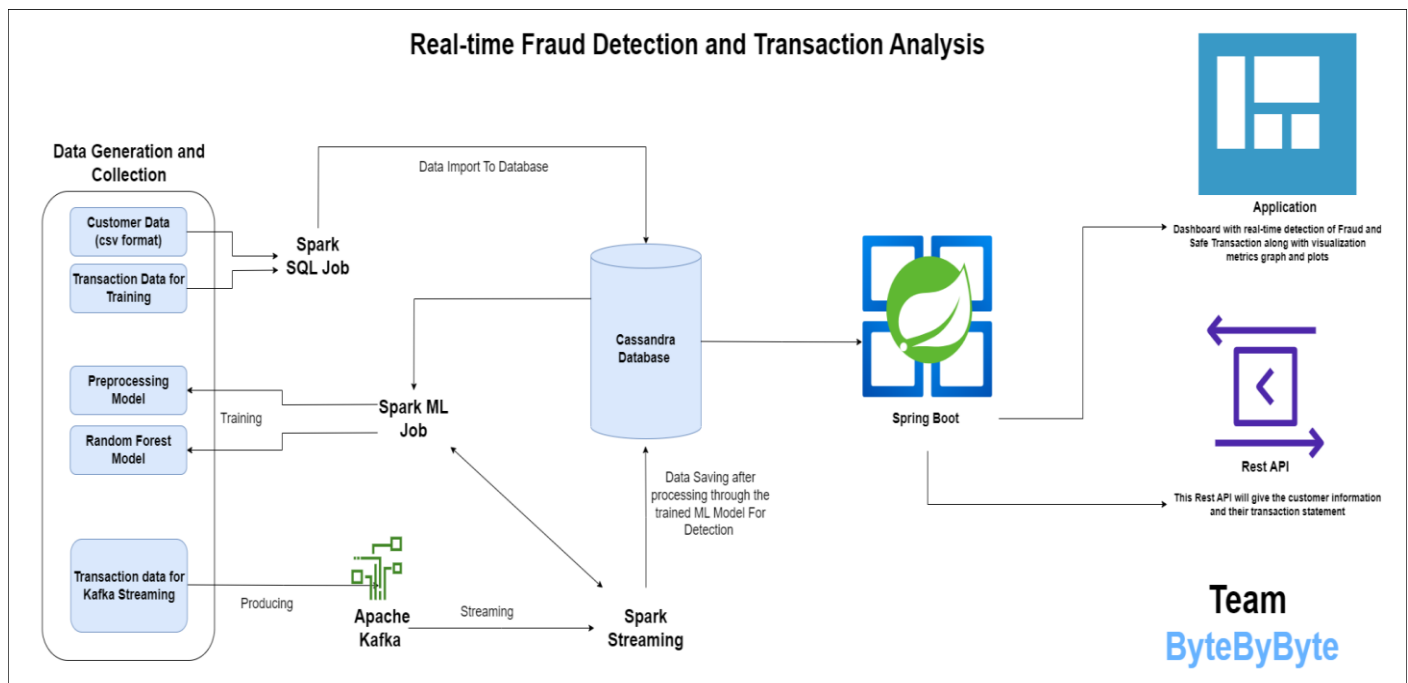 Real-time Fraud Detection and Transaction Analysis
Data Generation and
Collection
Customer Data
(csv format)
Transaction Data for
Training
Spark
SQL Job
Data Import To Database
Preprocessing
Model
Random Forest
Model
Training
Spark ML
Job
Cassandra
Database
Data Saving after
processing through the
trained ML Model For
Detection
Transaction data for
Kafka Streaming
Producing
Apache
Kafka
Streaming
Spark
Streaming
Spring Boot
Application
Dashboard with real-time detection of Fraud and
Safe Transaction along with visualization
metrics graph and plots
Rest API
This Rest API will give the customer information
and their transaction statement
Team
ByteByByte